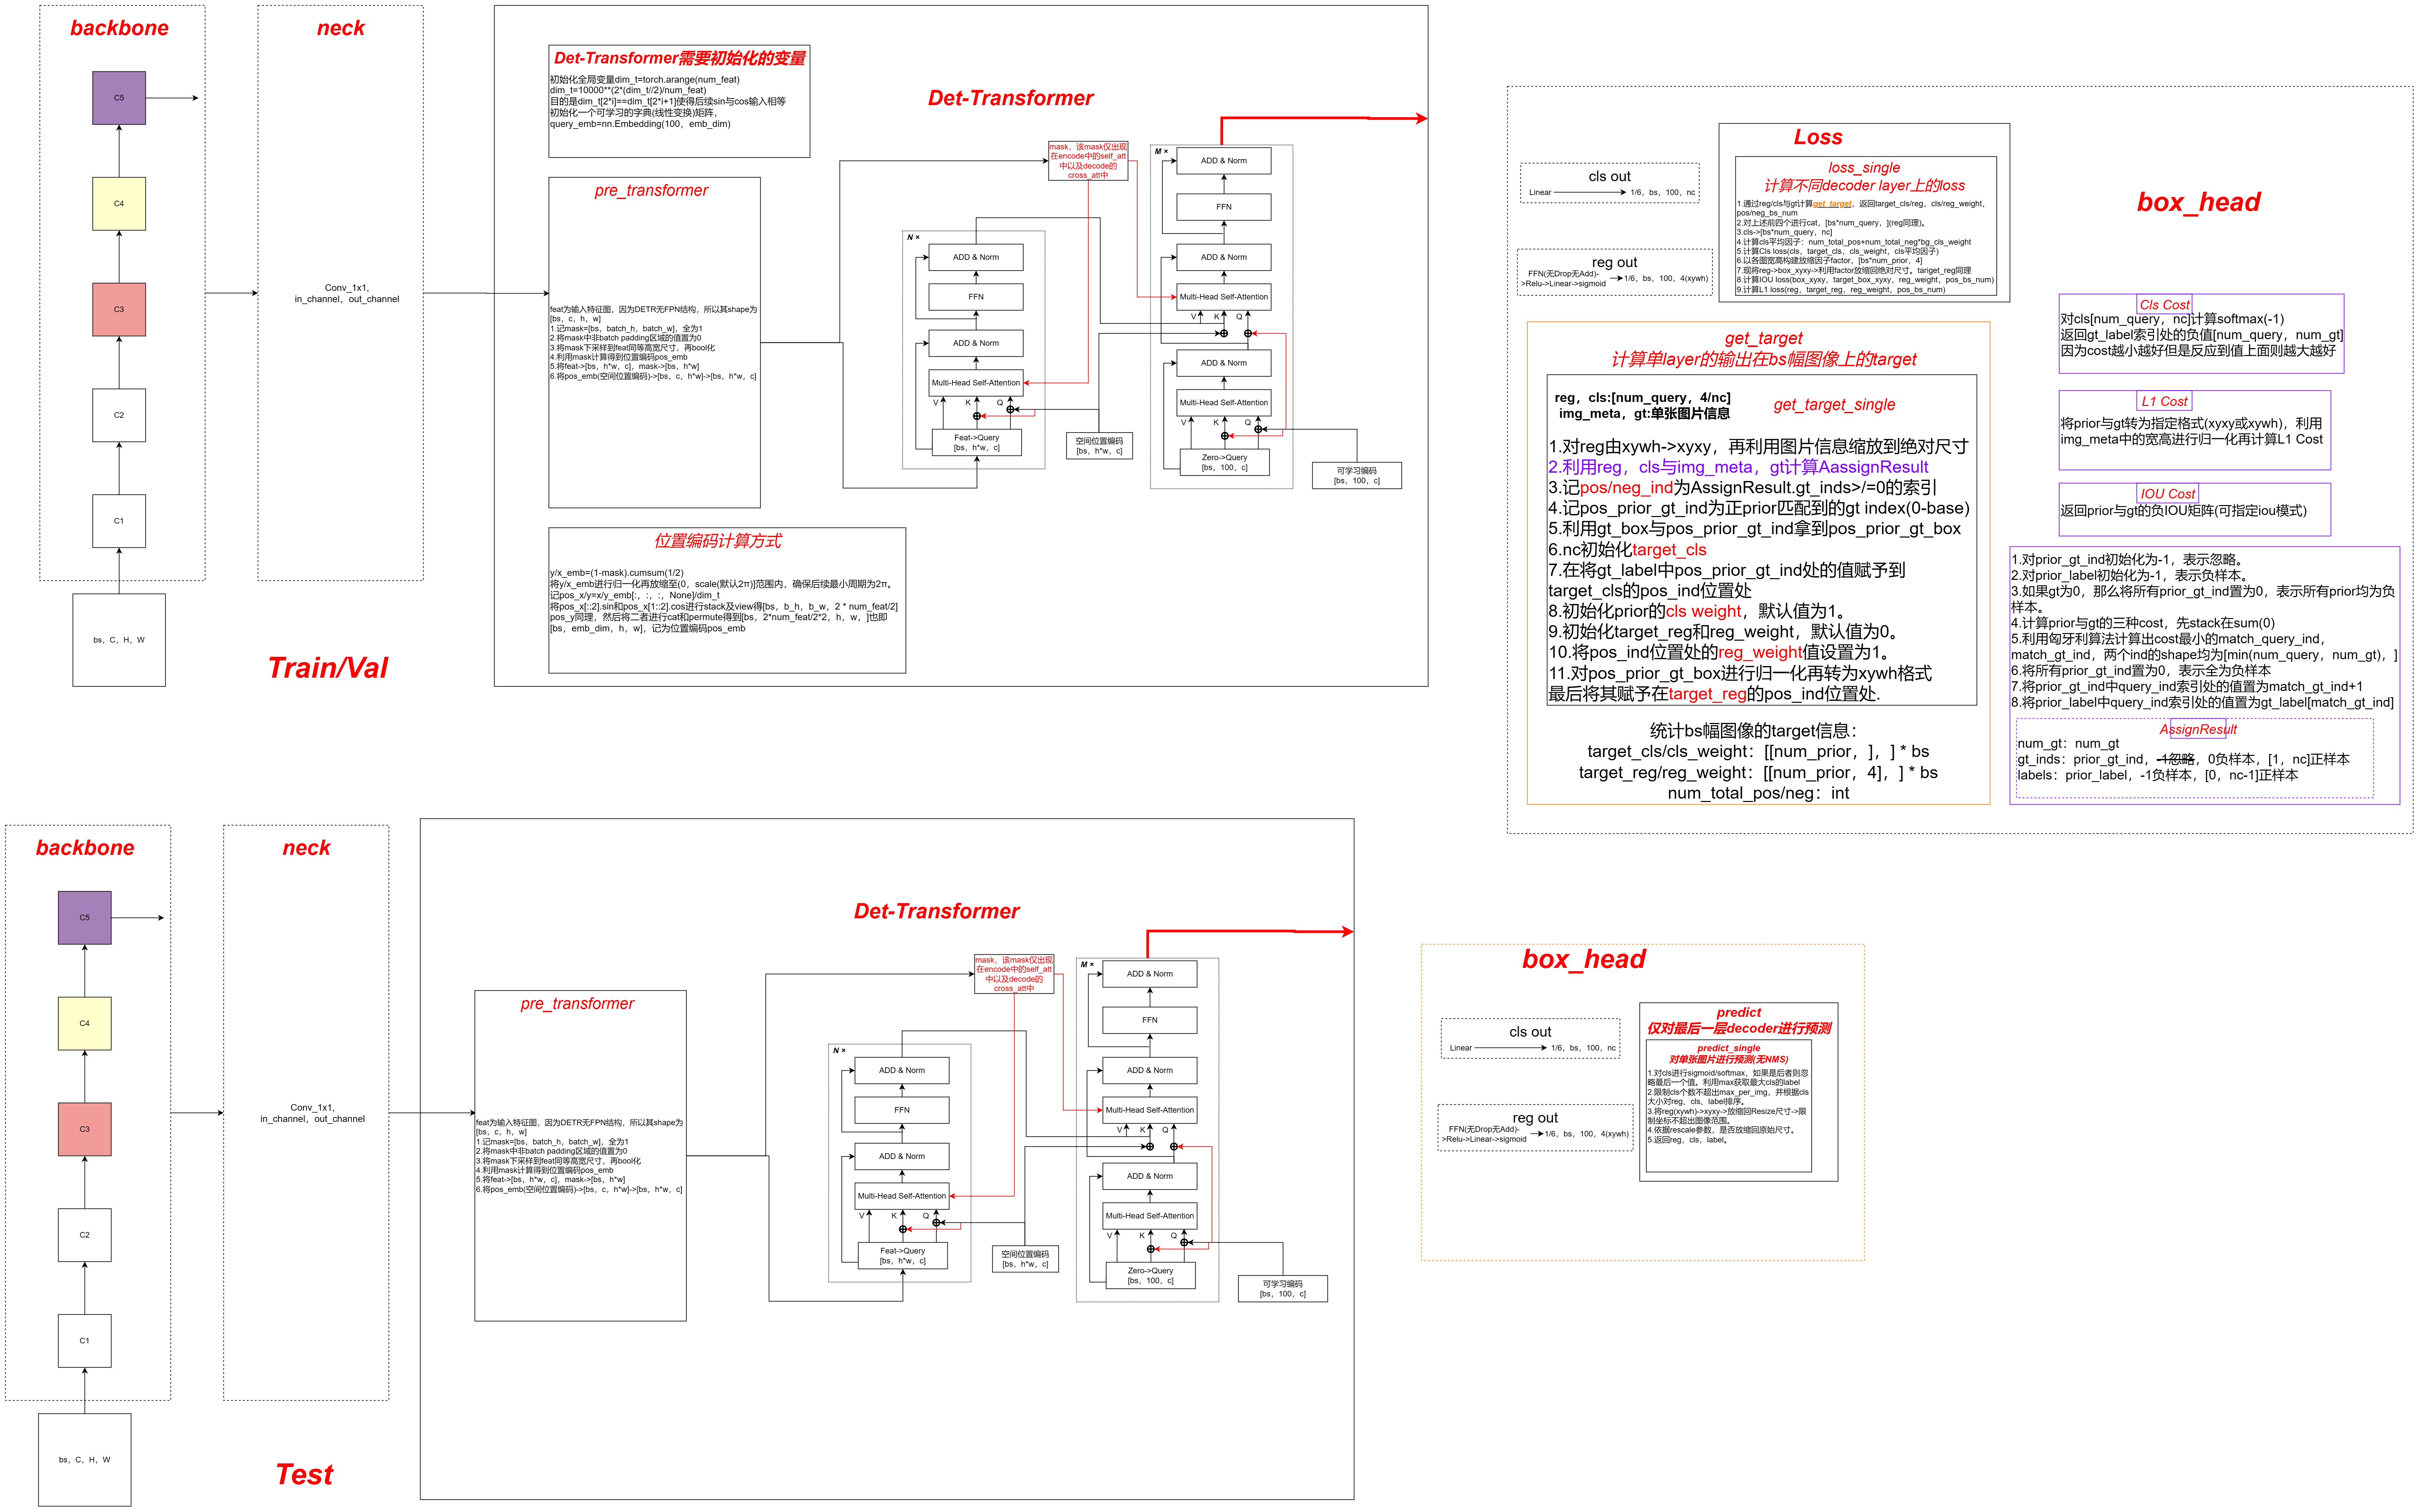 backbone
C5
C4
C3
C2
C1
bs, C, H, W
neck
Conv_1x1,
in_channel, out_channel
Train/Val
Det-Transformer需要初始化的变量
初始化全局变量dim_t=torch.arange(num_feat)
dim_t=10000**(2*(dim_t//2)/num_feat)
目的是dim_t[2*i]==dim_t[2*i+1]使得后续sin与cos输入相等
初始化一个可学习的字典(线性变换)矩阵，
query_emb=nn.Embedding(100，emb_dim)
Det-Transformer
pre_transformer
feat为输入特征图，因为DETR无FPN结构，所以其shape为
[bs，c，h，w]
1.记mask=[bs，batch_h，batch_w]，全为1
2.将mask中非batch padding区域的值置为0
3.将mask下采样到feat同等高宽尺寸，再bool化
4.利用mask计算得到位置编码pos_emb
5.将feat->[bs，h*w，c]，mask->[bs，h*w]
6.将pos_emb(空间位置编码)->[bs，c，h*w]->[bs，h*w，c]
位置编码计算方式
y/x_emb=(1-mask).cumsum(1/2)
将y/x_emb进行归一化再放缩至(0，scale(默认2π)]范围内，确保后续最小周期为2π。
记pos_x/y=x/y_emb[:，:，:，None]/dim_t
将pos_x[::2].sin和pos_x[1::2].cos进行stack及view得[bs，b_h，b_w，2 * num_feat/2]
pos_y同理，然后将二者进行cat和permute得到[bs，2*num_feat/2*2，h，w，]也即
[bs，emb_dim，h，w]，记为位置编码pos_emb
mask，该mask仅出现
在encode中的self_att
中以及decode的
cross_att中
N ×
ADD & Norm
FFN
ADD & Norm
Multi-Head Self-Attention
V
K
Q
Feat->Query
[bs，h*w，c]
空间位置编码
[bs，h*w，c]
M ×
ADD & Norm
FFN
ADD & Norm
Multi-Head Self-Attention
V
K
Q
ADD & Norm
Multi-Head Self-Attention
V
K
Q
Zero->Query
[bs，100，c]
可学习编码
[bs，100，c]
cls out
Linear
1/6，bs，100，nc
reg out
FFN(无Drop无Add)-
>Relu->Linear->sigmoid
1/6，bs，100，4(xywh)
Loss
loss_single
计算不同decoder layer上的loss
1.通过reg/cls与gt计算get_target，返回target_cls/reg，cls/reg_weight，
pos/neg_bs_num
2.对上述前四个进行cat，[bs*num_query，](reg同理)。
3.cls->[bs*num_query，nc]
4.计算cls平均因子：num_total_pos+num_total_neg*bg_cls_weight
5.计算Cls loss(cls，target_cls，cls_weight，cls平均因子)
6.以各图宽高构建放缩因子factor，[bs*num_prior，4]
7.现将reg->box_xyxy->利用factor放缩回绝对尺寸。tariget_reg同理
8.计算IOU loss(box_xyxy，target_box_xyxy，reg_weight，pos_bs_num)
9.计算L1 loss(reg，target_reg，reg_weight，pos_bs_num)
box_head
get_target
计算单layer的输出在bs幅图像上的target
reg，cls:[num_query，4/nc]
img_meta，gt:单张图片信息
get_target_single
1.对reg由xywh->xyxy，再利用图片信息缩放到绝对尺寸
2.利用reg，cls与img_meta，gt计算AassignResult
3.记pos/neg_ind为AssignResult.gt_inds>/=0的索引
4.记pos_prior_gt_ind为正prior匹配到的gt index(0-base)
5.利用gt_box与pos_prior_gt_ind拿到pos_prior_gt_box
6.nc初始化target_cls
7.在将gt_label中pos_prior_gt_ind处的值赋予到
target_cls的pos_ind位置处
8.初始化prior的cls weight，默认值为1。
9.初始化target_reg和reg_weight，默认值为0。
10.将pos_ind位置处的reg_weight值设置为1。
11.对pos_prior_gt_box进行归一化再转为xywh格式
最后将其赋予在target_reg的pos_ind位置处.
统计bs幅图像的target信息：
target_cls/cls_weight：[[num_prior，]，] * bs
target_reg/reg_weight：[[num_prior，4]，] * bs
num_total_pos/neg：int
Cls Cost
对cls[num_query，nc]计算softmax(-1)
返回gt_label索引处的负值[num_query，num_gt]
因为cost越小越好但是反应到值上面则越大越好
L1 Cost
将prior与gt转为指定格式(xyxy或xywh)，利用
img_meta中的宽高进行归一化再计算L1 Cost
IOU Cost
返回prior与gt的负IOU矩阵(可指定iou模式)
1.对prior_gt_ind初始化为-1，表示忽略。
2.对prior_label初始化为-1，表示负样本。
3.如果gt为0，那么将所有prior_gt_ind置为0，表示所有prior均为负
样本。
4.计算prior与gt的三种cost，先stack在sum(0)
5.利用匈牙利算法计算出cost最小的match_query_ind，
match_gt_ind，两个ind的shape均为[min(num_query，num_gt)，]
6.将所有prior_gt_ind置为0，表示全为负样本
7.将prior_gt_ind中query_ind索引处的值置为match_gt_ind+1
8.将prior_label中query_ind索引处的值置为gt_label[match_gt_ind]
AssignResult
num_gt：num_gt
gt_inds：prior_gt_ind，-1忽略，0负样本，[1，nc]正样本
labels：prior_label，-1负样本，[0，nc-1]正样本
backbone
C5
C4
C3
C2
C1
bs, C, H, W
neck
Conv_1x1,
in_channel, out_channel
Test
Det-Transformer
pre_transformer
feat为输入特征图，因为DETR无FPN结构，所以其shape为
[bs，c，h，w]
1.记mask=[bs，batch_h，batch_w]，全为1
2.将mask中非batch padding区域的值置为0
3.将mask下采样到feat同等高宽尺寸，再bool化
4.利用mask计算得到位置编码pos_emb
5.将feat->[bs，h*w，c]，mask->[bs，h*w]
6.将pos_emb(空间位置编码)->[bs，c，h*w]->[bs，h*w，c]
mask，该mask仅出现
在encode中的self_att
中以及decode的
cross_att中
N ×
ADD & Norm
FFN
ADD & Norm
Multi-Head Self-Attention
V
K
Q
Feat->Query
[bs，h*w，c]
空间位置编码
[bs，h*w，c]
M ×
ADD & Norm
FFN
ADD & Norm
Multi-Head Self-Attention
V
K
Q
ADD & Norm
Multi-Head Self-Attention
V
K
Q
Zero->Query
[bs，100，c]
可学习编码
[bs，100，c]
box_head
cls out
Linear
1/6，bs，100，nc
reg out
FFN(无Drop无Add)-
>Relu->Linear->sigmoid
1/6，bs，100，4(xywh)
predict
仅对最后一层decoder进行预测
predict_single
对单张图片进行预测(无NMS)
1.对cls进行sigmoid/softmax，如果是后者则忽
略最后一个值。利用max获取最大cls的label
2.限制cls个数不超出max_per_img，并根据cls
大小对reg、cls、label排序。
3.将reg(xywh)->xyxy->放缩回Resize尺寸->限
制坐标不超出图像范围。
4.依据rescale参数，是否放缩回原始尺寸。
5.返回reg，cls，label。